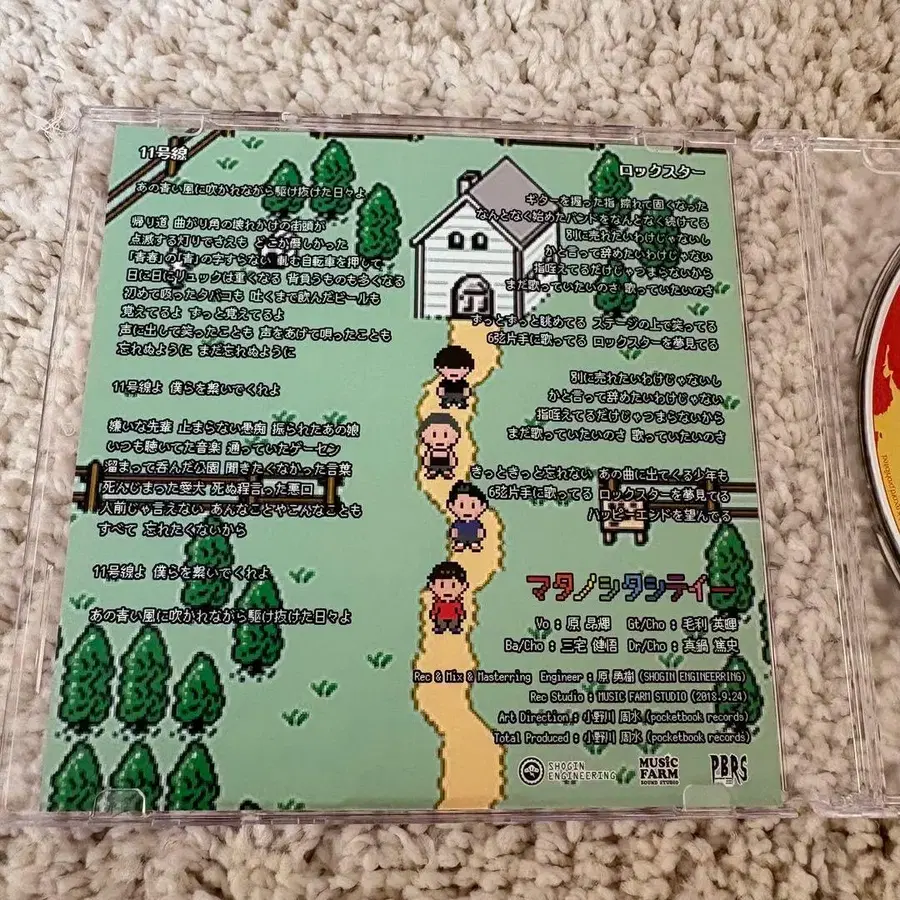 11号線
あの青い風に吹かれながら駆け抜けた日々よ
帰り道 曲がり角の壊れかけの街頭が
点滅する灯りでさえも どこか優しかった
「青春」の「青」の字すらない 軋む自転車を押して
日に日にリュックは重くなる 背負うものも多くなる
初めて吸ったタバコも 吐くまで飲んだビールも
覚えてるよ ずっと覚えてるよ
声に出して笑ったことも 声をあげて唄ったことも
忘れぬように まだ忘れぬように
11号線よ 僕らを繋いでくれよ
嫌いな先輩 止まらない愚痴 振られたあの娘
いつも聴いてた音楽 通っていたゲーセン
溜まって呑んだ公園 聞きたくなかった言葉
死んじまった愛犬 死ぬ程言った悪口
人前じゃ言えない あんなことやこんなことも
すべて 忘れたくないから
11号線よ 僕らを繋いでくれよ
あの青い風に吹かれながら駆け抜けた日々よ
ロックスター
ギターを握った指 擦れて固くなった
なんとなく始めたバンドをなんとなく続けてる
別に売れたいわけじゃないし
かと言って辞めたいわけじゃない
指咥えてるだけじゃつまらないから
まだ歌っていたいのさ 歌っていたいのさ
ずっとずっと眺めてる ステージの上で笑ってる
6弦片手に歌ってる ロックスターを夢見てる
別に売れたいわけじゃないし
かと言って辞めたいわけじゃない
指咥えてるだけじゃつまらないから
まだ歌っていたいのさ 歌っていたいのさ
きっときっと忘れない あの曲に出てくる少年も
6弦片手に歌ってる ロックスターを夢見てる
ハッピーエンドを望んでる
マタノシタシティー
Vo : 原 昂輝 Gt/Cho : 毛利 英暉
Ba/Cho : 三宅 健悟 Dr/Cho : 真鍋 篤史
Rec & Mix & Masterring Engineer : 原 勇樹 (SHOGIN ENGINEERRING)
Rec Studio : MUSIC FARM STUDIO (2018.9.24)
Art Direction : 小野川 周水 (pocketbook records)
Total Produced : 小野川 周水 (pocketbook records)
SHOGIN ENGINEERING
MUSIC FARM
SOUND STUDIO
PBRS